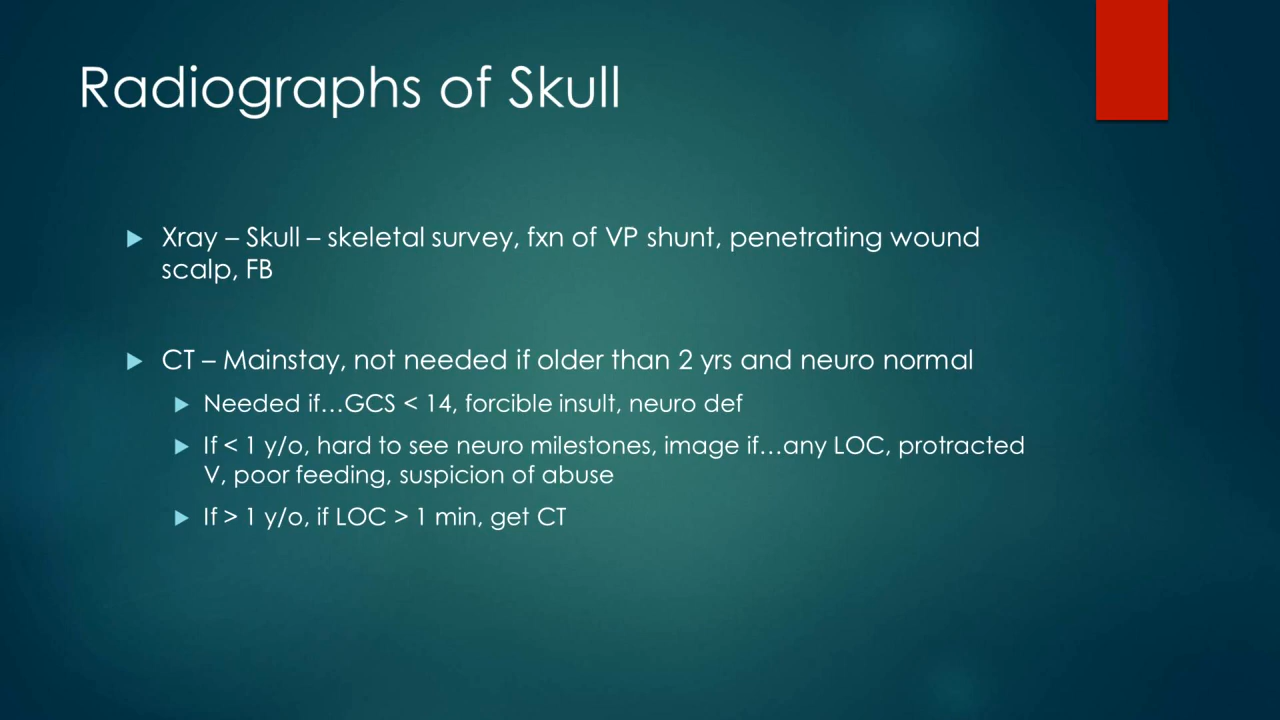 Radiographs of Skull
Xray – Skull – skeletal survey, fxn of VP shunt, penetrating wound
scalp, FB
CT – Mainstay, not needed if older than 2 yrs and neuro normal
Needed if…GCS < 14, forcible insult, neuro def
If < 1 y/o, hard to see neuro milestones, image if…any LOC, protracted
V, poor feeding, suspicion of abuse
If > 1 y/o, if LOC > 1 min, get CT